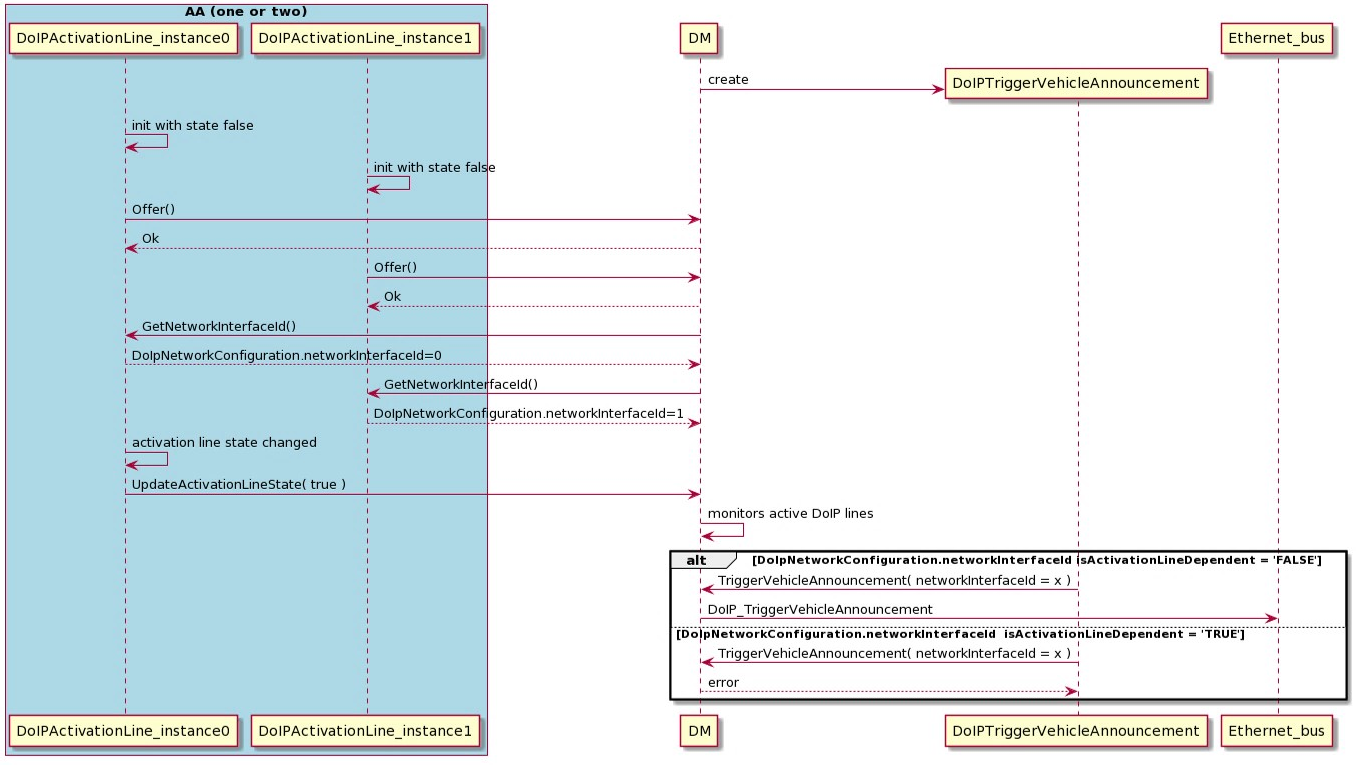 AA (one or two)
DoIPActivationLine_instance0
DoIPActivationLine_instance1
DM
Ethernet_bus
create
DoIPTriggerVehicleAnnouncement
init with state false
init with state false
Offer()
Ok
Offer()
Ok
GetNetworkInterfaceId()
DoIpNetworkConfiguration.networkInterfaceId=0
GetNetworkInterfaceId()
DoIpNetworkConfiguration.networkInterfaceId=1
activation line state changed
UpdateActivationLineState( true )
monitors active DoIP lines
alt [DoIpNetworkConfiguration.networkInterfaceId isActivationLineDependent = 'FALSE']
TriggerVehicleAnnouncement( networkInterfaceId = x )
DoIP_TriggerVehicleAnnouncement
[DoIpNetworkConfiguration.networkInterfaceId  isActivationLineDependent = 'TRUE']
TriggerVehicleAnnouncement( networkInterfaceId = x )
error
DoIPActivationLine_instance0
DoIPActivationLine_instance1
DM
DoIPTriggerVehicleAnnouncement
Ethernet_bus